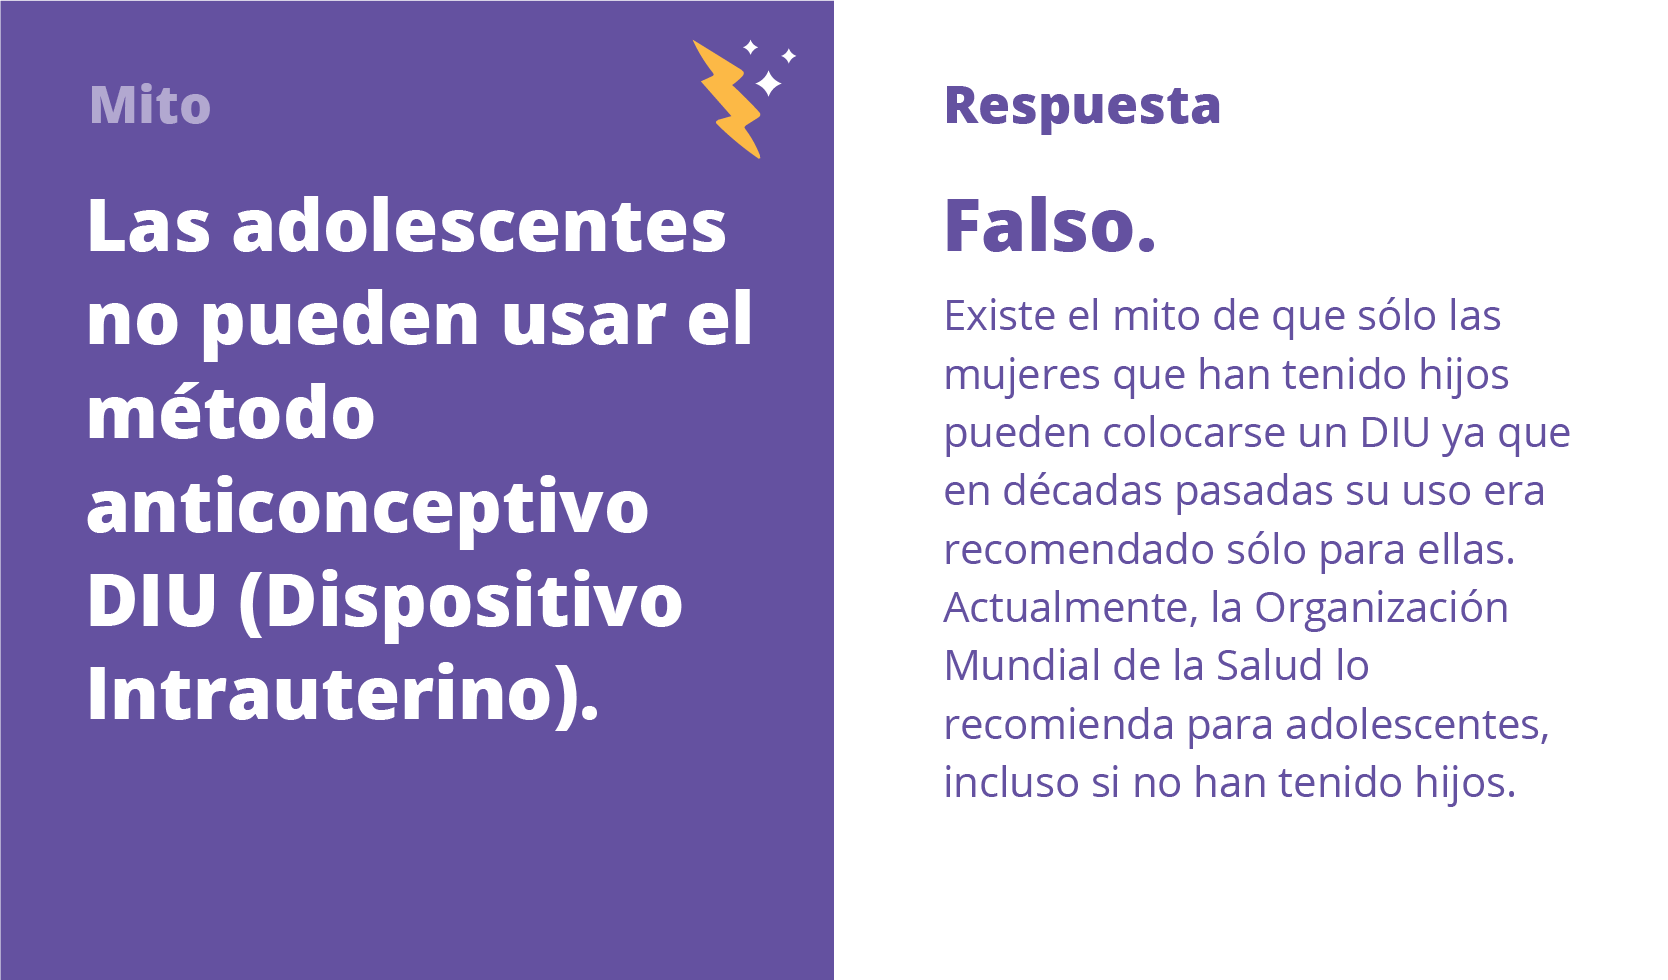 Mito
Las adolescentes
no pueden usar el
método
anticonceptivo
DIU (Dispositivo
Intrauterino).
Respuesta
Falso.
Existe el mito de que sólo las
mujeres que han tenido hijos
pueden colocarse un DIU ya que
en décadas pasadas su uso era
recomendado sólo para ellas.
Actualmente, la Organización
Mundial de la Salud lo
recomienda para adolescentes,
incluso si no han tenido hijos.